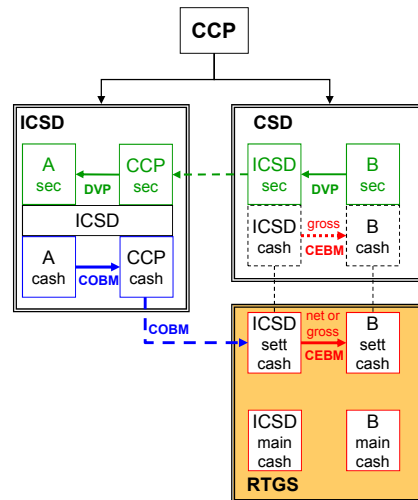 CCP
ICSD
A
sec
DVP
CCP
sec
ICSD
A
cash
COBM
CCP
cash
CSD
ICSD
sec
DVP
B
sec
ICSD
cash
gross
CEBM
B
cash
COBM
ICSD
sett
cash
net or
gross
CEBM
B
sett
cash
ICSD
main
cash
B
main
cash
RTGS